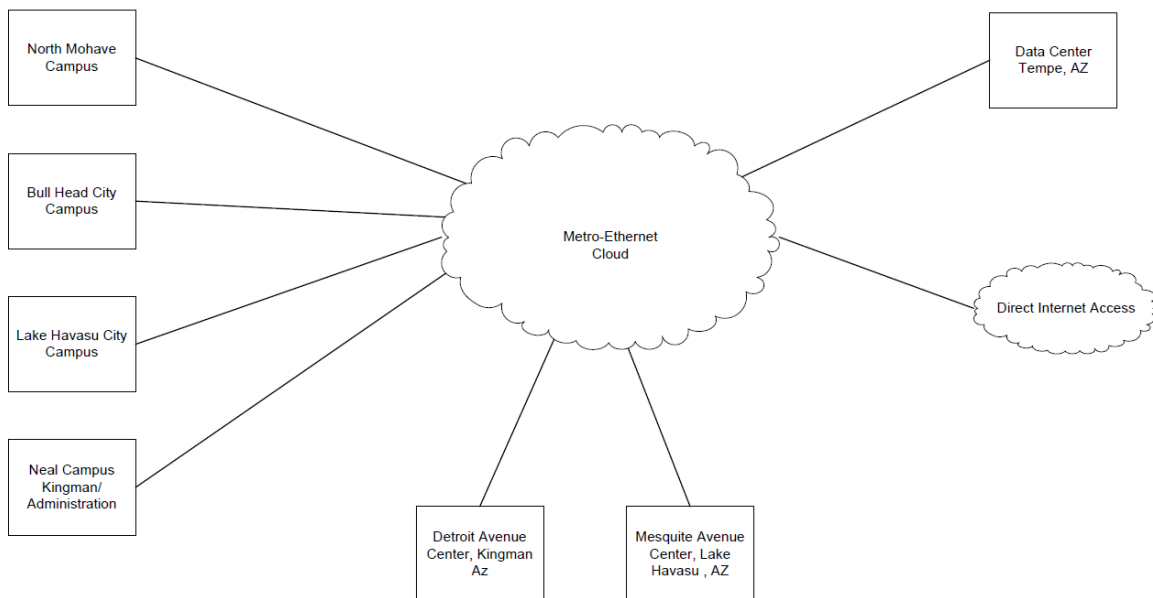 North Mohave
Campus
Data Center
Tempe, AZ
Bull Head City
Campus
Metro-Ethernet
Cloud
Direct Internet Access
Lake Havasu City
Campus
Neal Campus
Kingman/
Administration
Detroit Avenue
Center, Kingman
Az
Mesquite Avenue
Center, Lake
Havasu , AZ